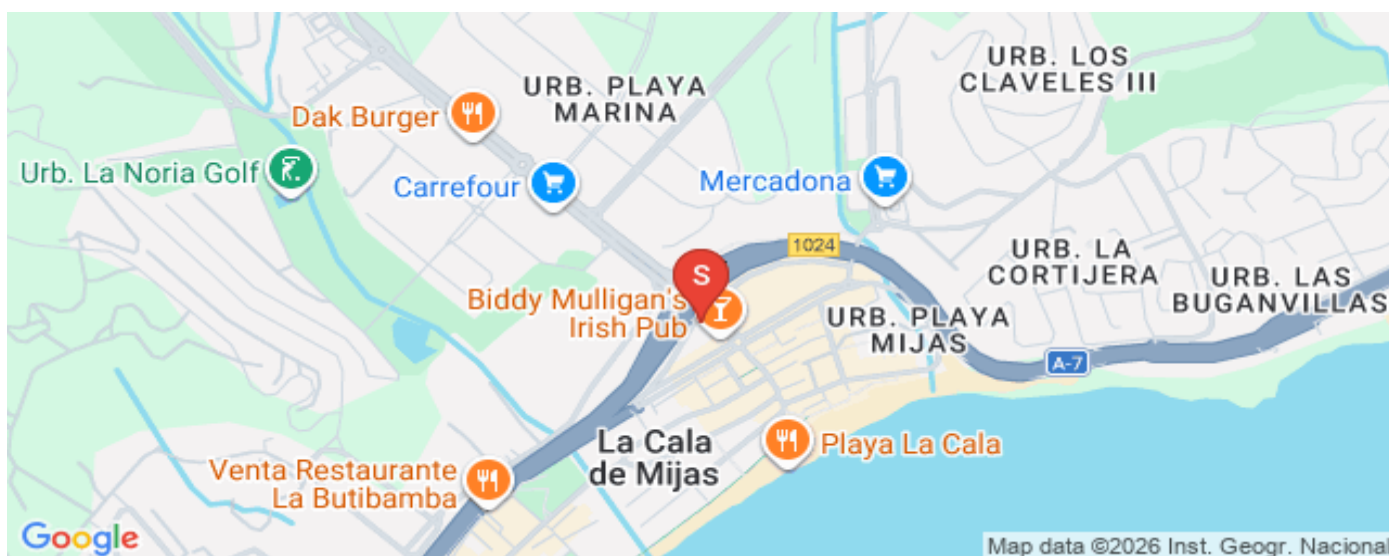 URB. LOS
CLAVELES III
URB. PLAYA
MARINA
Dak Burger
Urb. La Noria Golf
Carrefour
Mercadona
1024
URB. LA
CORTIJERA
S
URB. LAS
BUGANVILLAS
Biddy Mulligan's
Irish Pub
URB. PLAYA
MIJAS
A-7
La Cala
de Mijas
Playa La Cala
Venta Restaurante
La Butibamba
Google
Map data ©2026 Inst. Geogr. Nacional